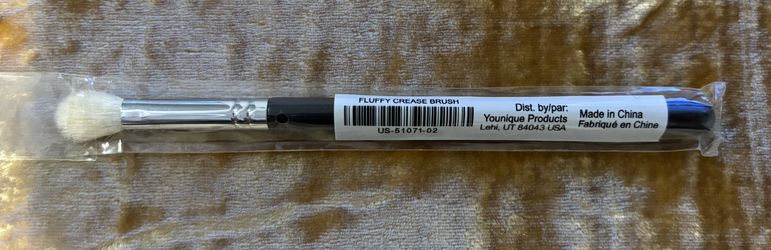 FLUFFY CREASE BRUSH
US-51071-02
Dist. by/par:
Younique Products
Lehi, UT 84043 USA
Made in China
Fabriqué en Chine